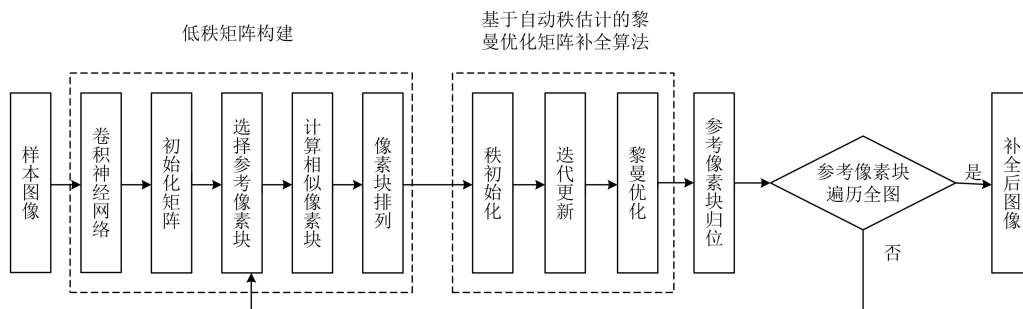 低秩矩阵构建
基于自动秩估计的黎
曼优化矩阵补全算法
样本图像
卷积神经网络
初始化矩阵
选择参考像素块
计算相似像素块
像素块排列
秩初始化
迭代更新
黎曼优化
参考像素块归位
参考像素块
遍历全图
是
否
补全后图像